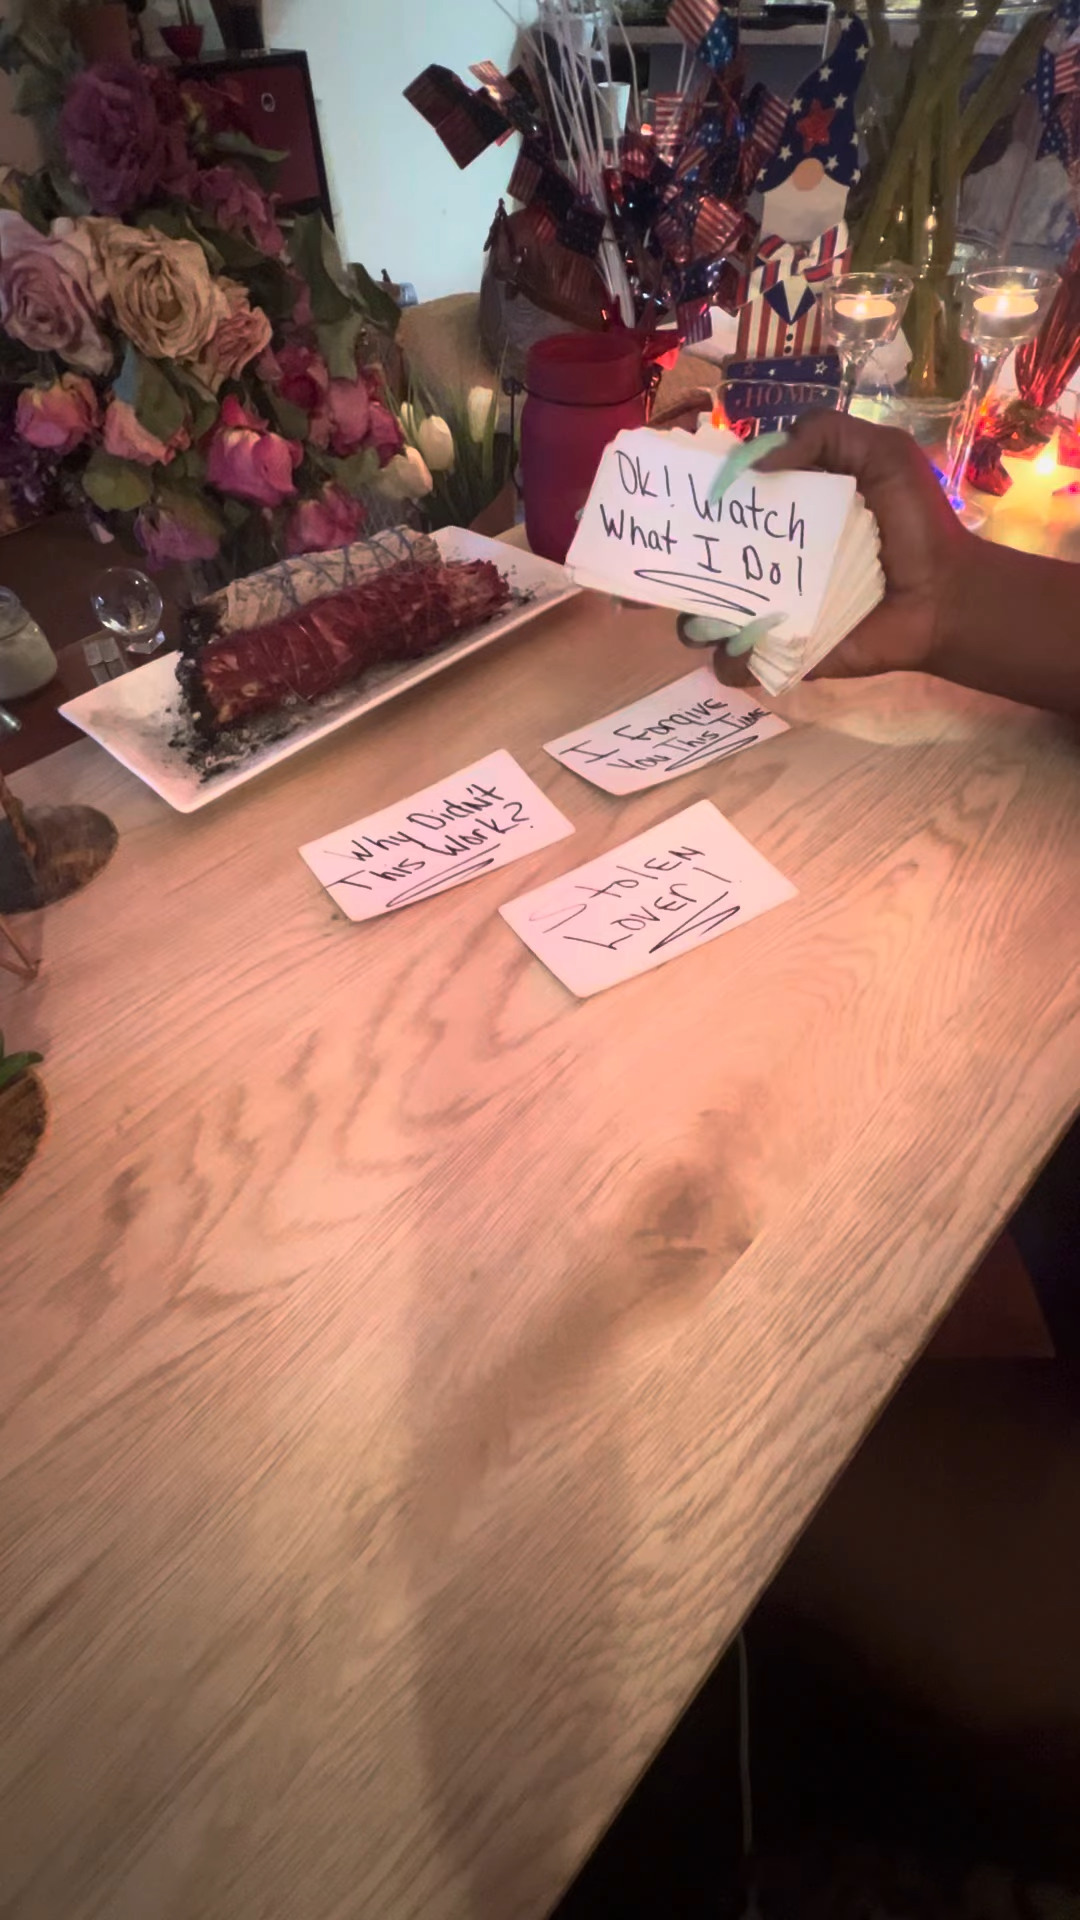 HOME
Ok! Watch
What I Do!
I Forgive
You This Time
Why Didn't
This Work?
Stolen
Lover!